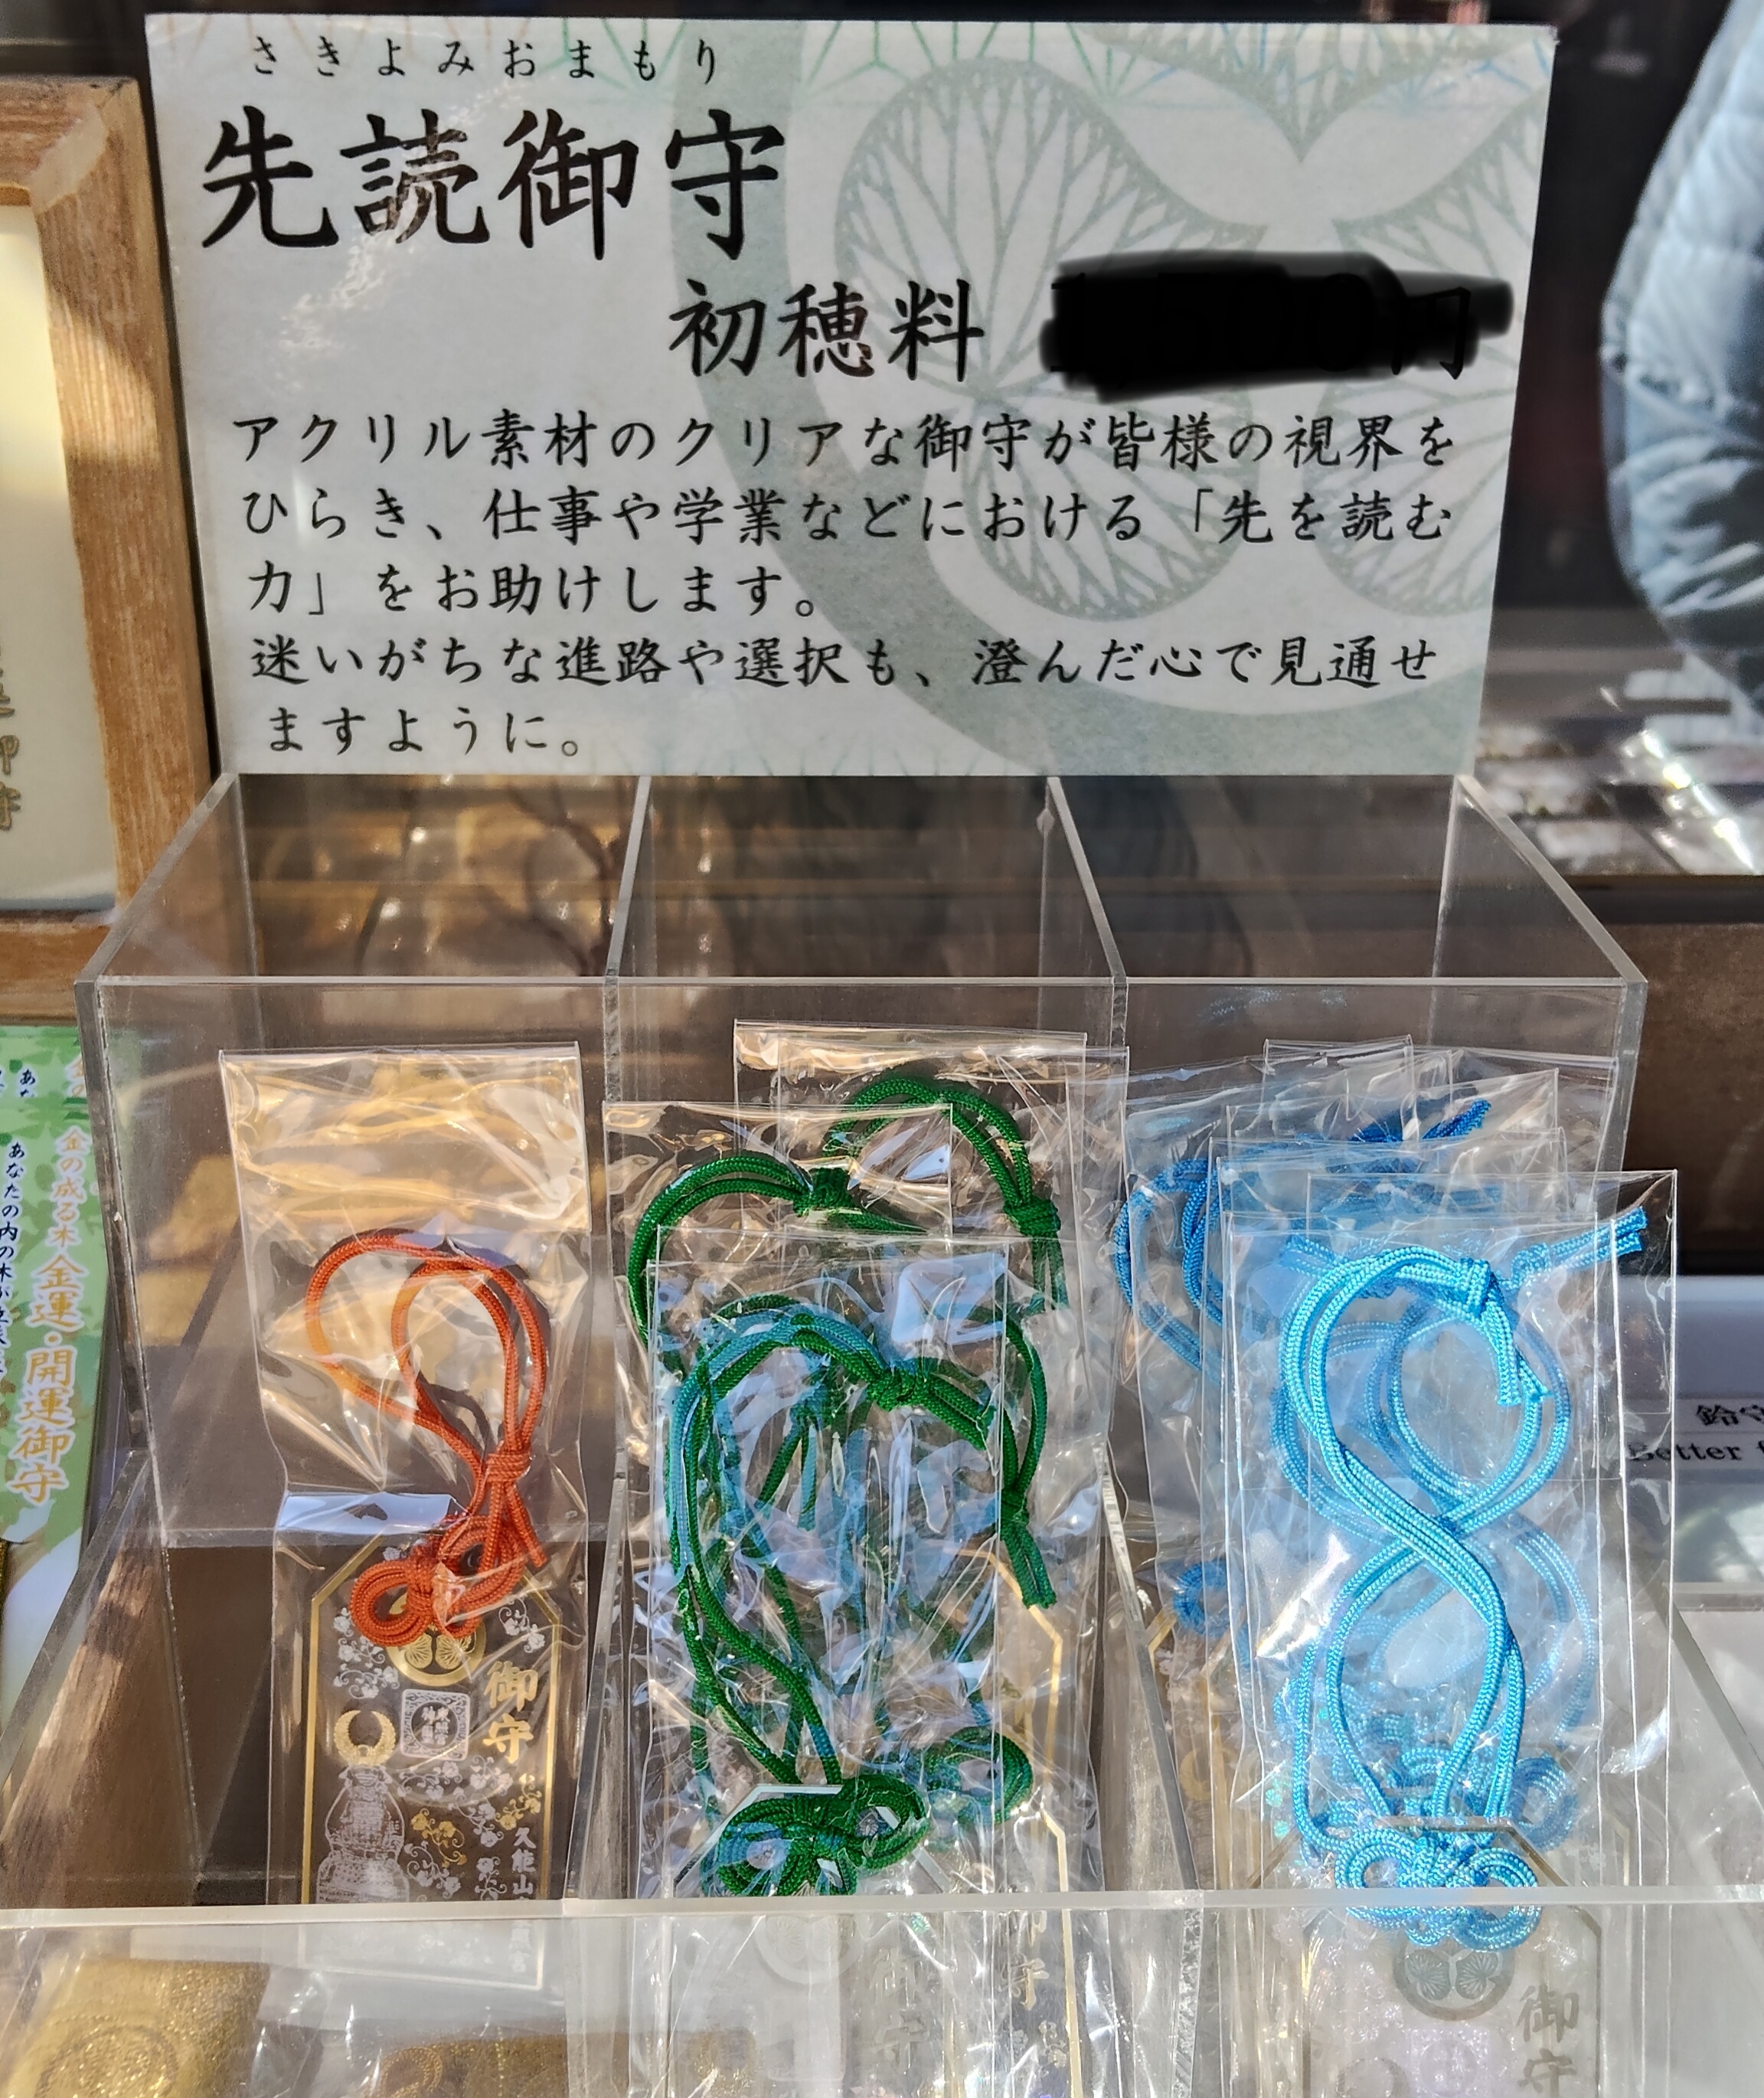 さきよみおまもり
先読御守
初穂料
アクリル素材のクリアな御守が皆様の視界を
ひらき、仕事や学業などにおける「先を読む
力」をお助けします。
迷いがちな進路や選択も、澄んだ心で見通せ
ますように。
金の成る木 金運・開運御守
あなたの内の木が
鈴守
Better f
御守
久能山
御守
御守
御守